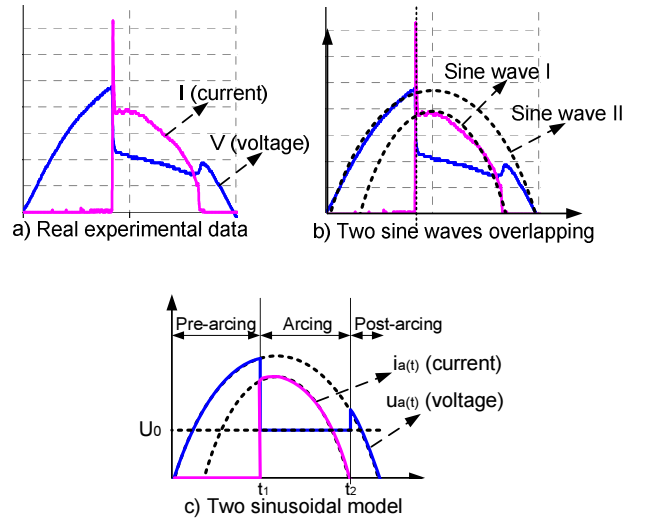 I (current)
V (voltage)
a) Real experimental data
Sine wave I
Sine wave II
b) Two sine waves overlapping
Pre-arcing
Arcing
Post-arcing
ia(t) (current)
ua(t) (voltage)
U0
t1
t2
c) Two sinusoidal model